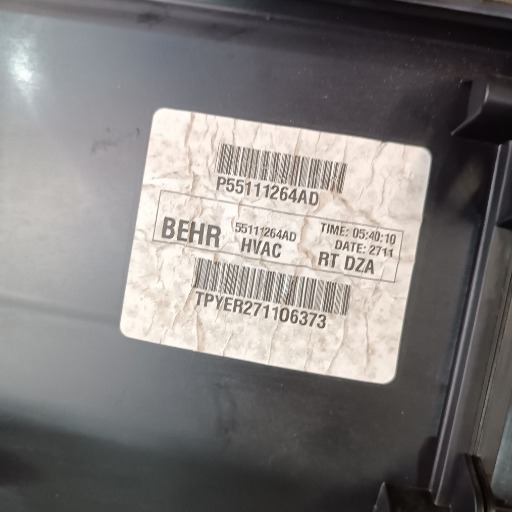 P55111264AD
BEHR
55111264AD
HVAC
TIME: 05:40:10
DATE: 2711
RT DZA
TPYER271106373